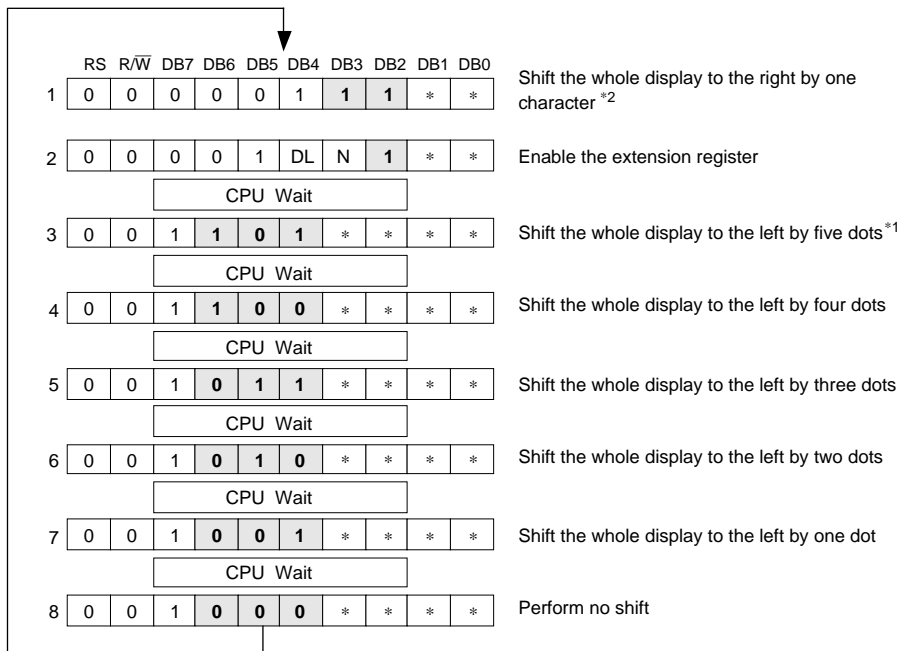 RS R/W̅ DB7 DB6 DB5 DB4 DB3 DB2 DB1 DB0
1 0 0 0 0 0 1 1 1 * * Shift the whole display to the right by one
character *2
2 0 0 0 0 1 DL N 1 * * Enable the extension register
CPU Wait
3 0 0 1 1 0 1 * * * * Shift the whole display to the left by five dots*1
CPU Wait
4 0 0 1 1 0 0 * * * * Shift the whole display to the left by four dots
CPU Wait
5 0 0 1 0 1 1 * * * * Shift the whole display to the left by three dots
CPU Wait
6 0 0 1 0 1 0 * * * * Shift the whole display to the left by two dots
CPU Wait
7 0 0 1 0 0 1 * * * * Shift the whole display to the left by one dot
CPU Wait
8 0 0 1 0 0 0 * * * * Perform no shift